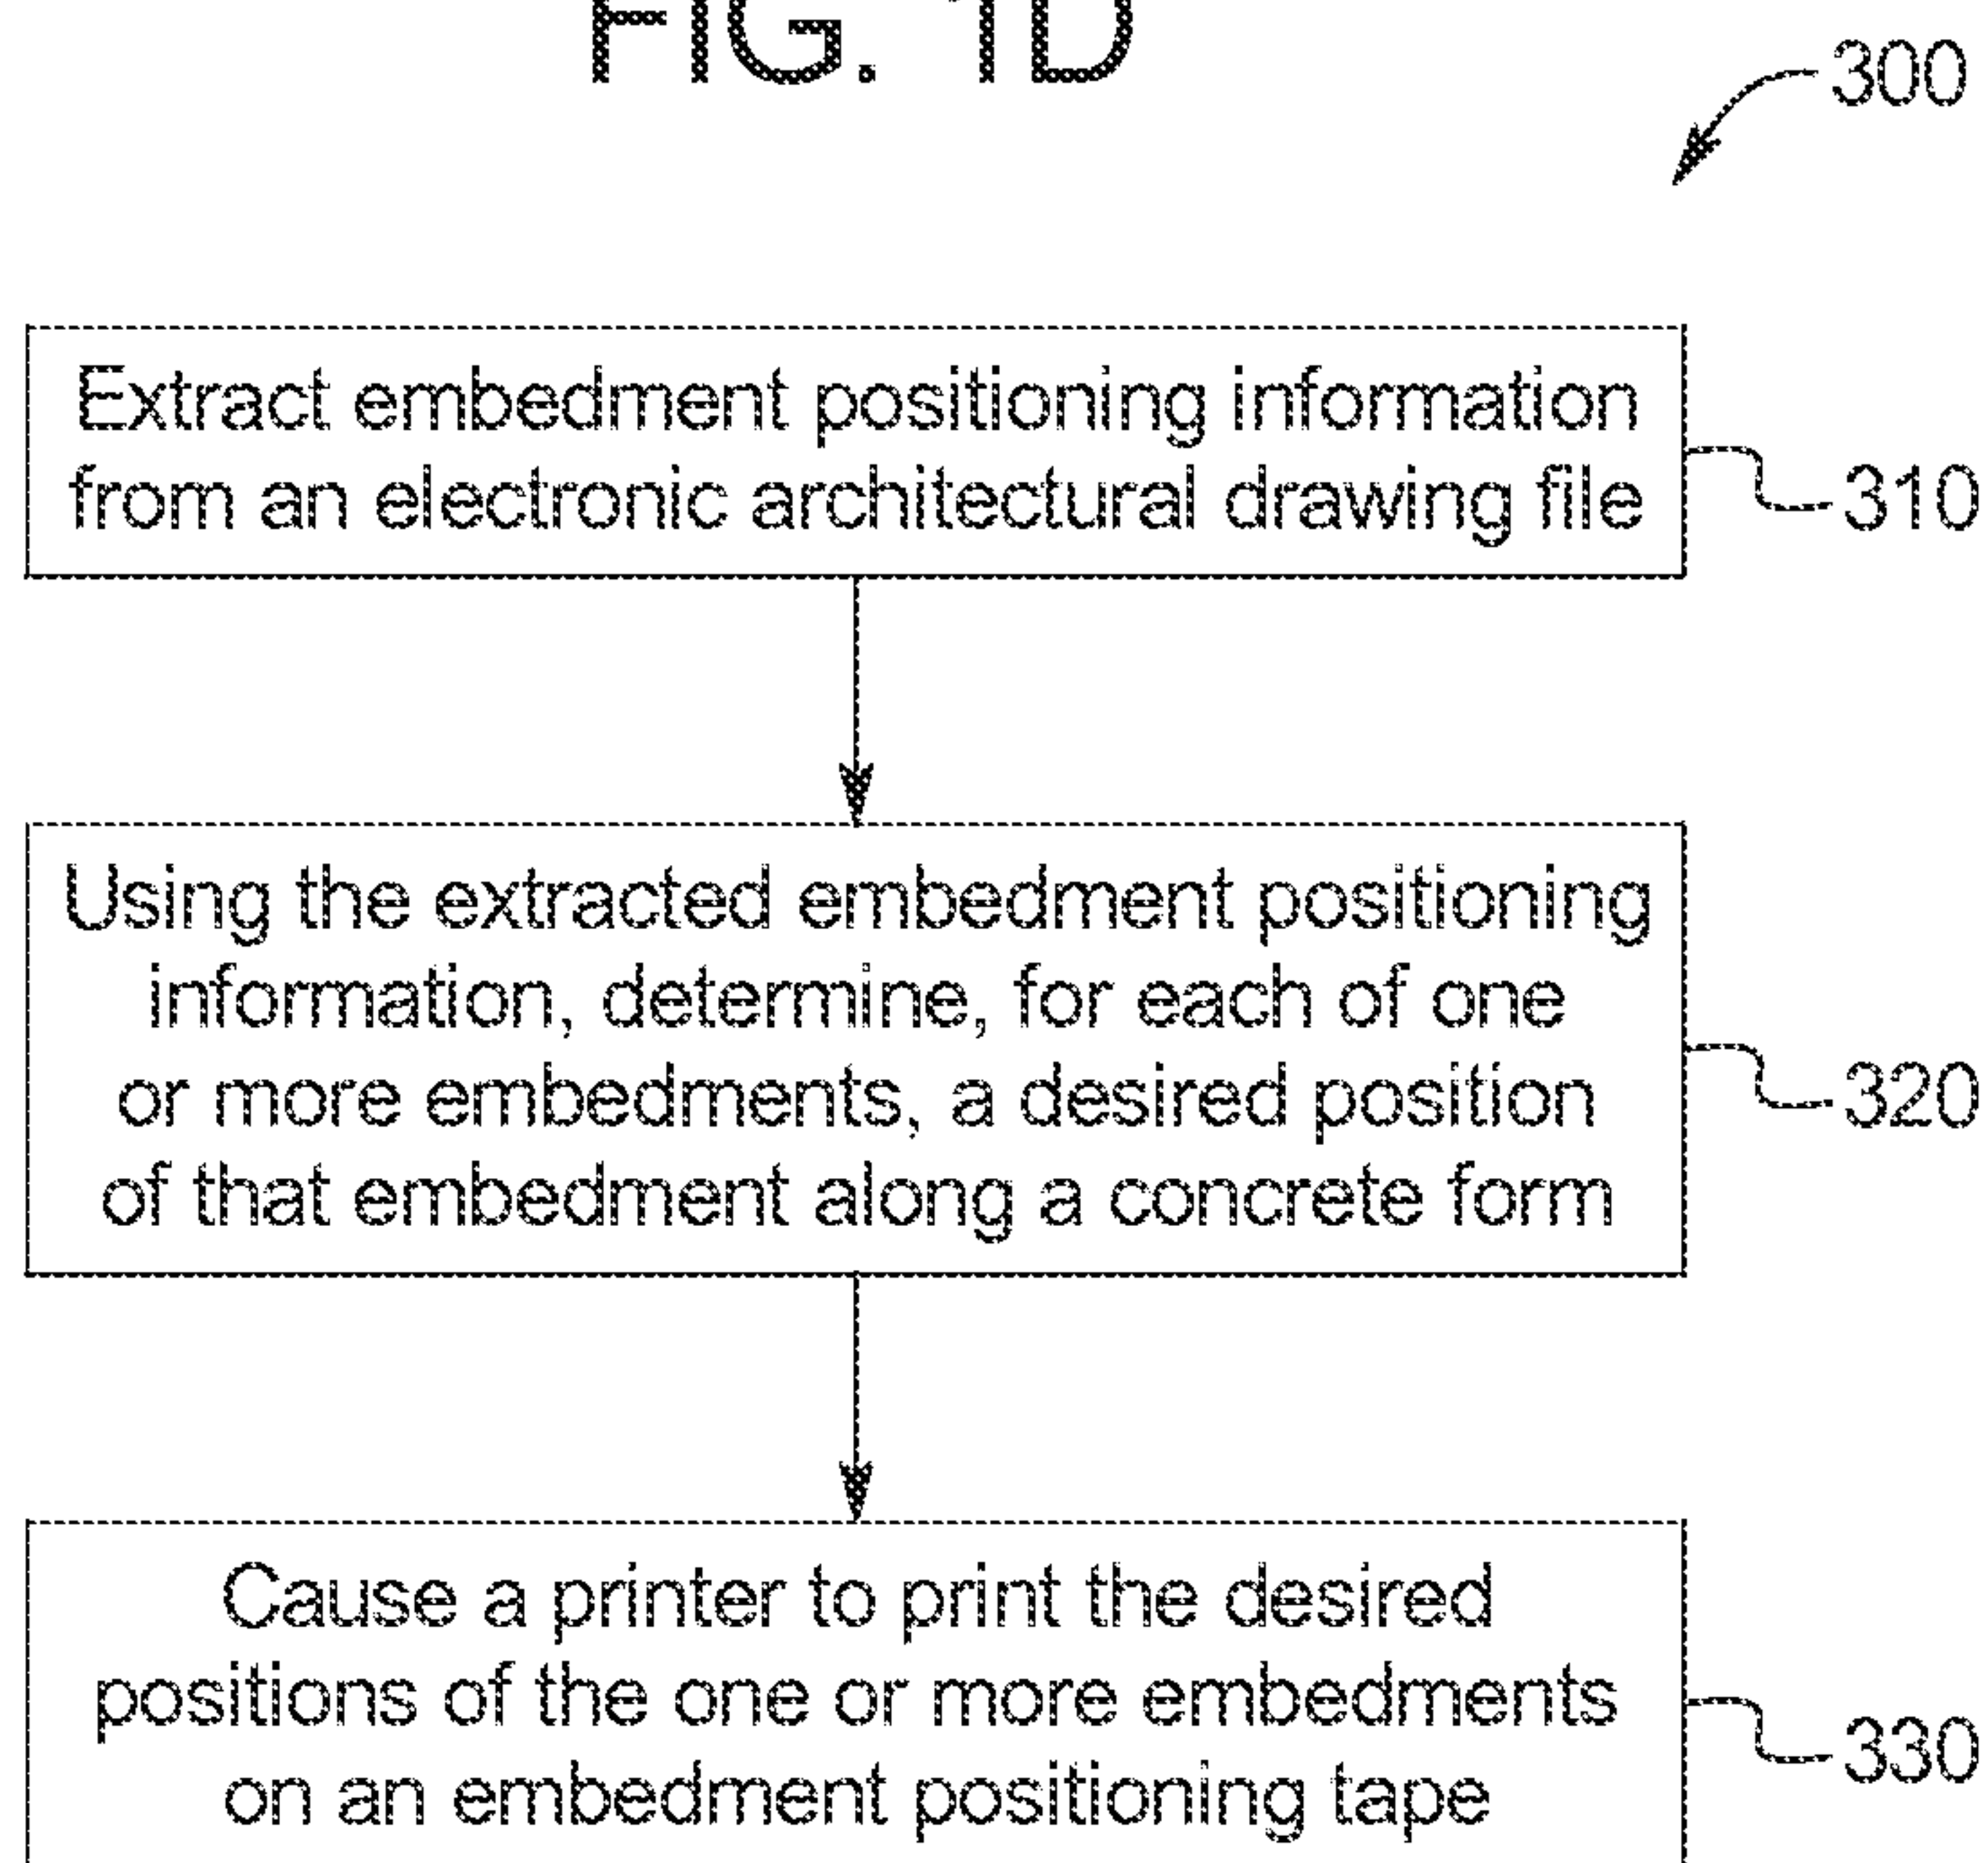 FIG. 1D
300
Extract embedment positioning information
from an electronic architectural drawing file
310
Using the extracted embedment positioning
information, determine, for each of one
or more embedments, a desired position
of that embedment along a concrete form
320
Cause a printer to print the desired
positions of the one or more embedments
on an embedment positioning tape
330